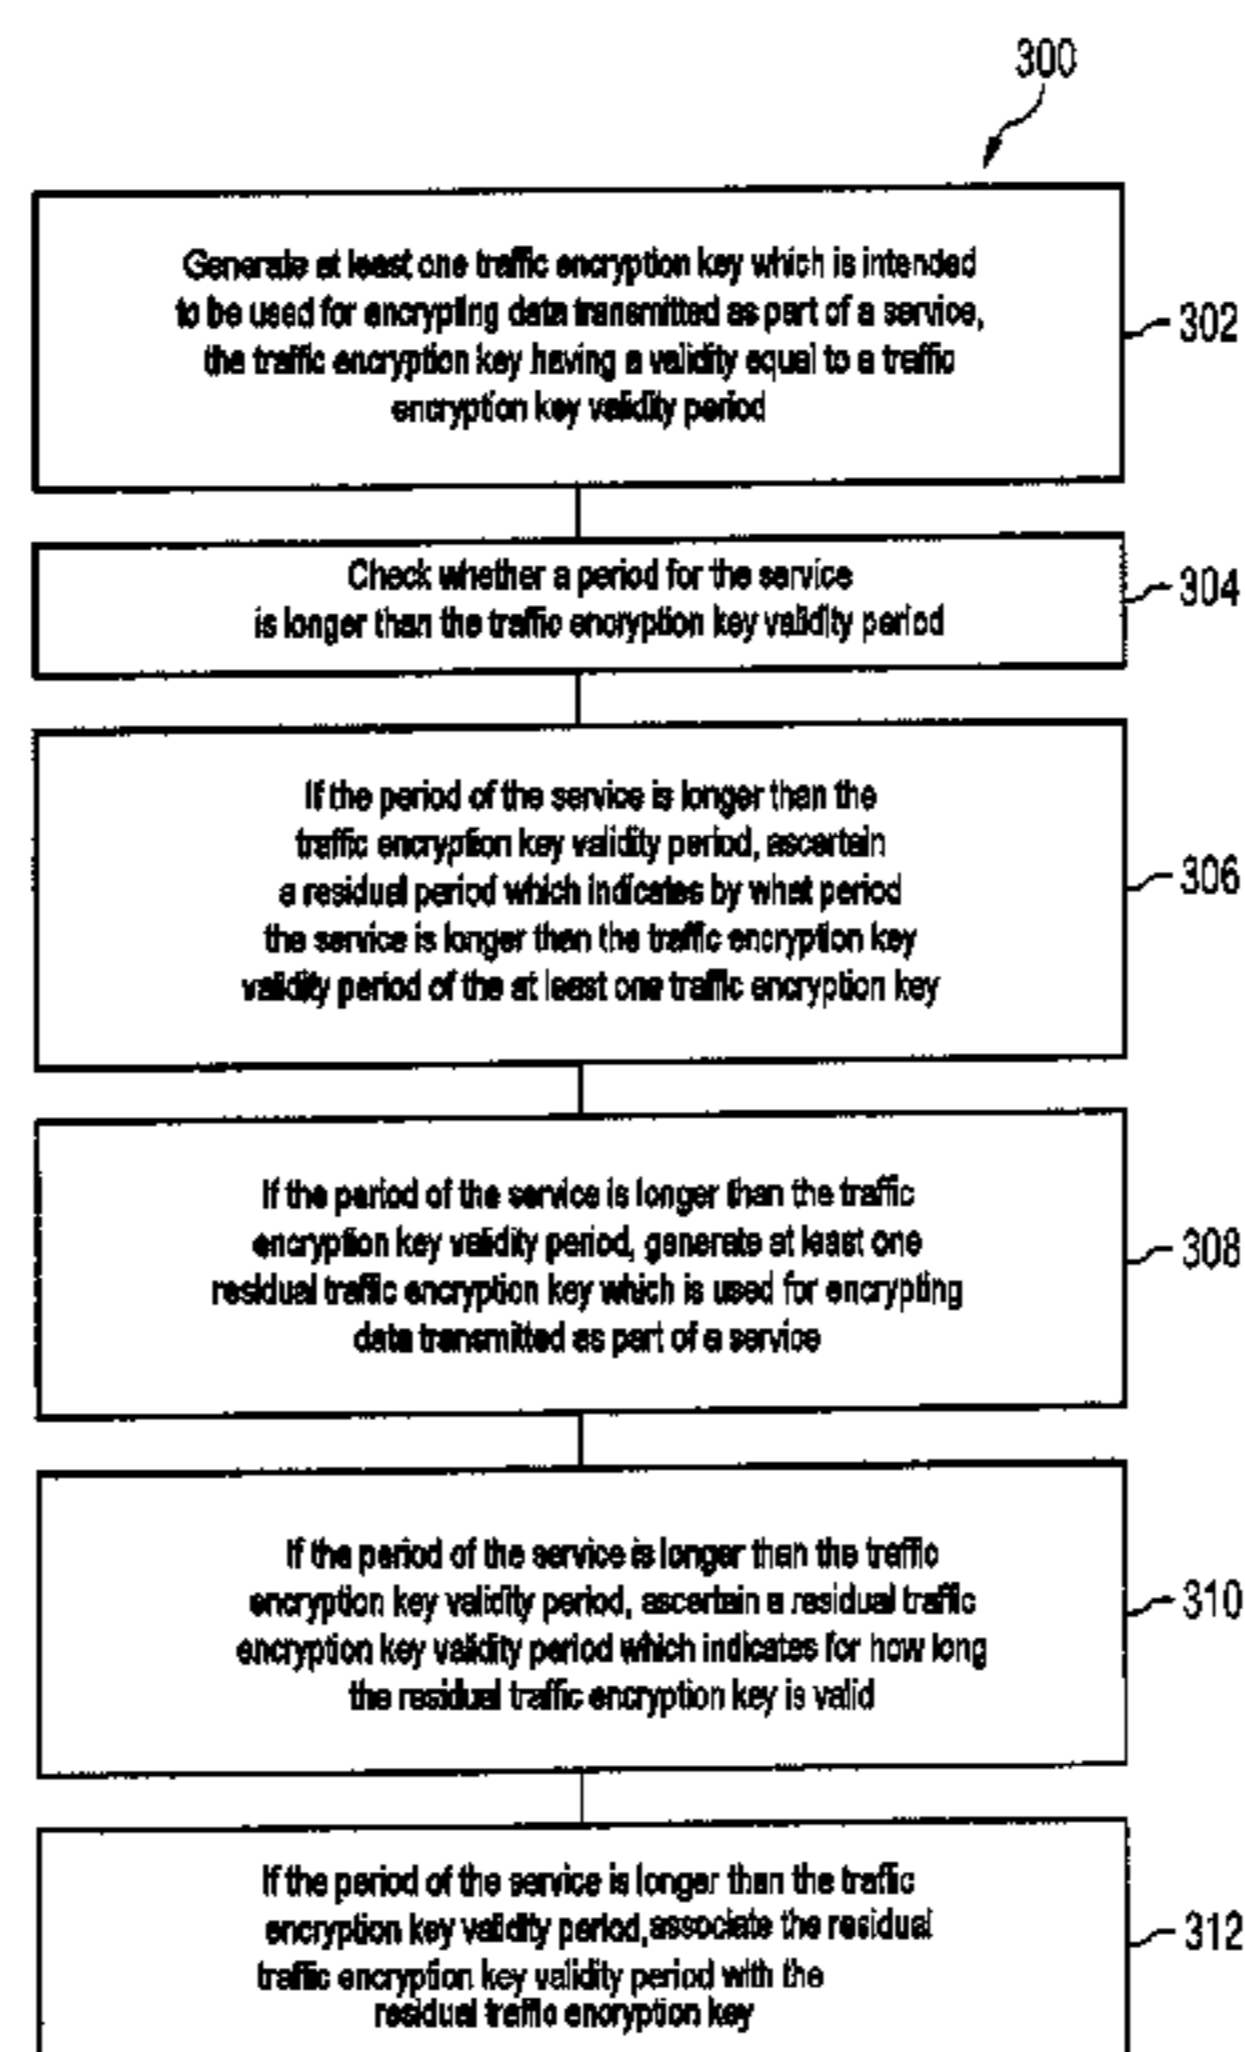 300
Generate at least one traffic encryption key which is intended
to be used for encrypting data transmitted as part of a service,
the traffic encryption key having a validity equal to a traffic
encryption key validity period
302
Check whether a period for the service
is longer than the traffic encryption key validity period
304
If the period of the service is longer than the
traffic encryption key validity period, ascertain
a residual period which indicates by what period
the service is longer then the traffic encryption key
validity period of the at least one traffic encryption key
306
If the period of the service is longer than the traffic
encryption key validity period, generate at least one
residual traffic encryption key which is used for encrypting
data transmitted as part of a service
308
If the period of the service is longer than the traffic
encryption key validity period, ascertain a residual traffic
encryption key validity period which indicates for how long
the residual traffic encryption key is valid
310
If the period of the service is longer than the traffic
encryption key validity period, associate the residual
traffic encryption key validity period with the
residual traffic encryption key
312